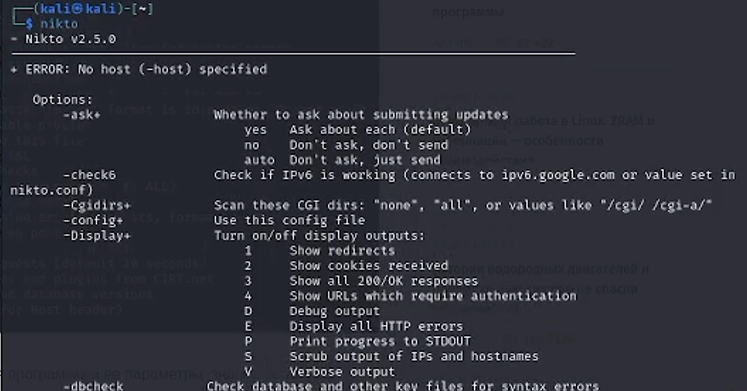 (kali㉿kali)-[~]
$ nikto
- Nikto v2.5.0
+ ERROR: No host (-host) specified
Options:
-ask+ Whether to ask about submitting updates
yes Ask about each (default)
no Don't ask, don't send
auto Don't ask, just send
-check6 Check if IPv6 is working (connects to ipv6.google.com or value set in
nikto.conf)
-Cgidirs+ Scan these CGI dirs: "none", "all", or values like "/cgi/ /cgi-a/"
-config+ Use this config file
-Display+ Turn on/off display outputs:
1 Show redirects
2 Show cookies received
3 Show all 200/OK responses
4 Show URLs which require authentication
D Debug output
E Display all HTTP errors
P Print progress to STDOUT
S Scrub output of IPs and hostnames
V Verbose output
-dbcheck Check database and other key files for syntax errors